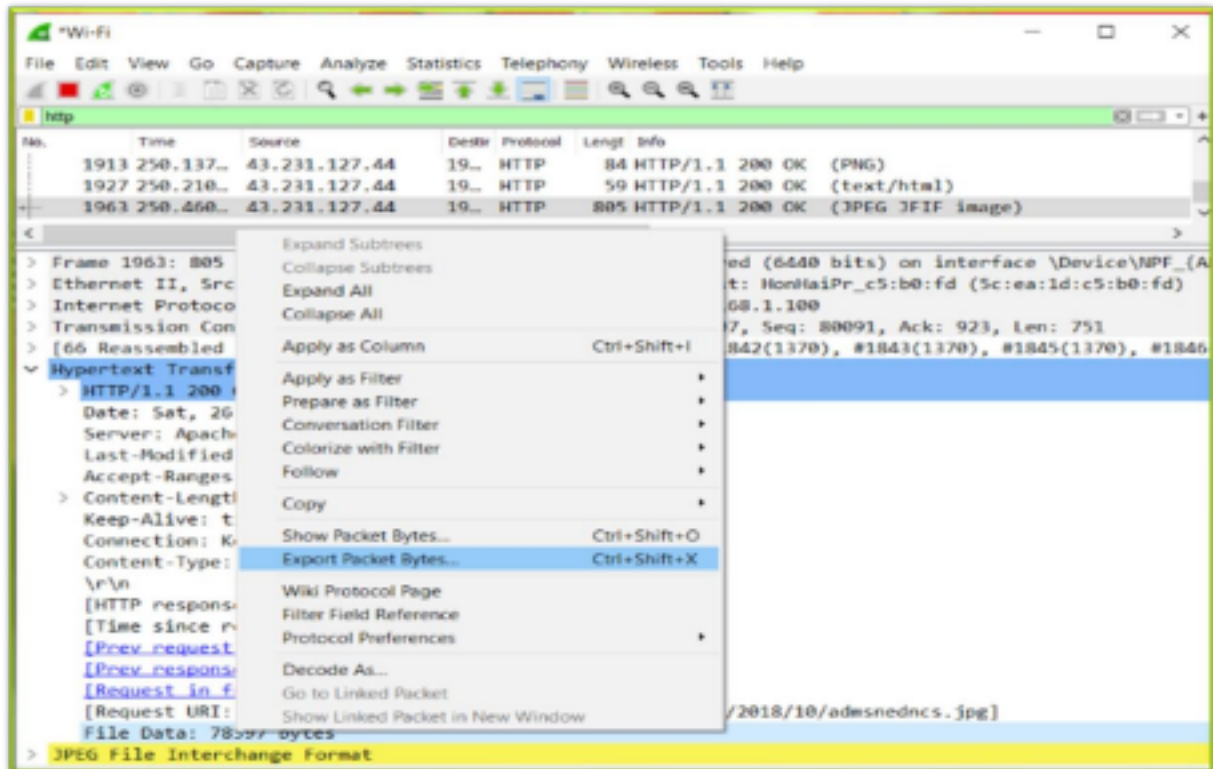 *Wi-Fi
File Edit View Go Capture Analyze Statistics Telephony Wireless Tools Help
http
No. Time Source Destir Protocol Lengt Info
1913 250.137… 43.231.127.44 19… HTTP 84 HTTP/1.1 200 OK (PNG)
1927 250.210… 43.231.127.44 19… HTTP 59 HTTP/1.1 200 OK (text/html)
1963 250.460… 43.231.127.44 19… HTTP 805 HTTP/1.1 200 OK (JPEG JFIF image)
Frame 1963: 805
Ethernet II, Src
Internet Protoco
Transmission Con
[66 Reassembled
Hypertext Transf
HTTP/1.1 200
Date: Sat, 26
Server: Apach
Last-Modified
Accept-Ranges
Content-Lengt
Keep-Alive: t
Connection: K
Content-Type:
\r\n
[HTTP respons
[Time since r
[Prev request
[Prev respons
[Request in f
[Request URI:
File Data: 78597 bytes
JPEG File Interchange Format
Expand Subtrees
Collapse Subtrees
Expand All
Collapse All
Apply as Column Ctrl+Shift+I
Apply as Filter
Prepare as Filter
Conversation Filter
Colorize with Filter
Follow
Copy
Show Packet Bytes... Ctrl+Shift+O
Export Packet Bytes... Ctrl+Shift+X
Wiki Protocol Page
Filter Field Reference
Protocol Preferences
Decode As...
Go to Linked Packet
Show Linked Packet in New Window
red (6440 bits) on interface \Device\NPF_{A
t: HonHaiPr_c5:b0:fd (5c:ea:1d:c5:b0:fd)
68.1.100
7, Seq: 80091, Ack: 923, Len: 751
842(1370), #1843(1370), #1845(1370), #1846
/2018/10/admsnedncs.jpg]